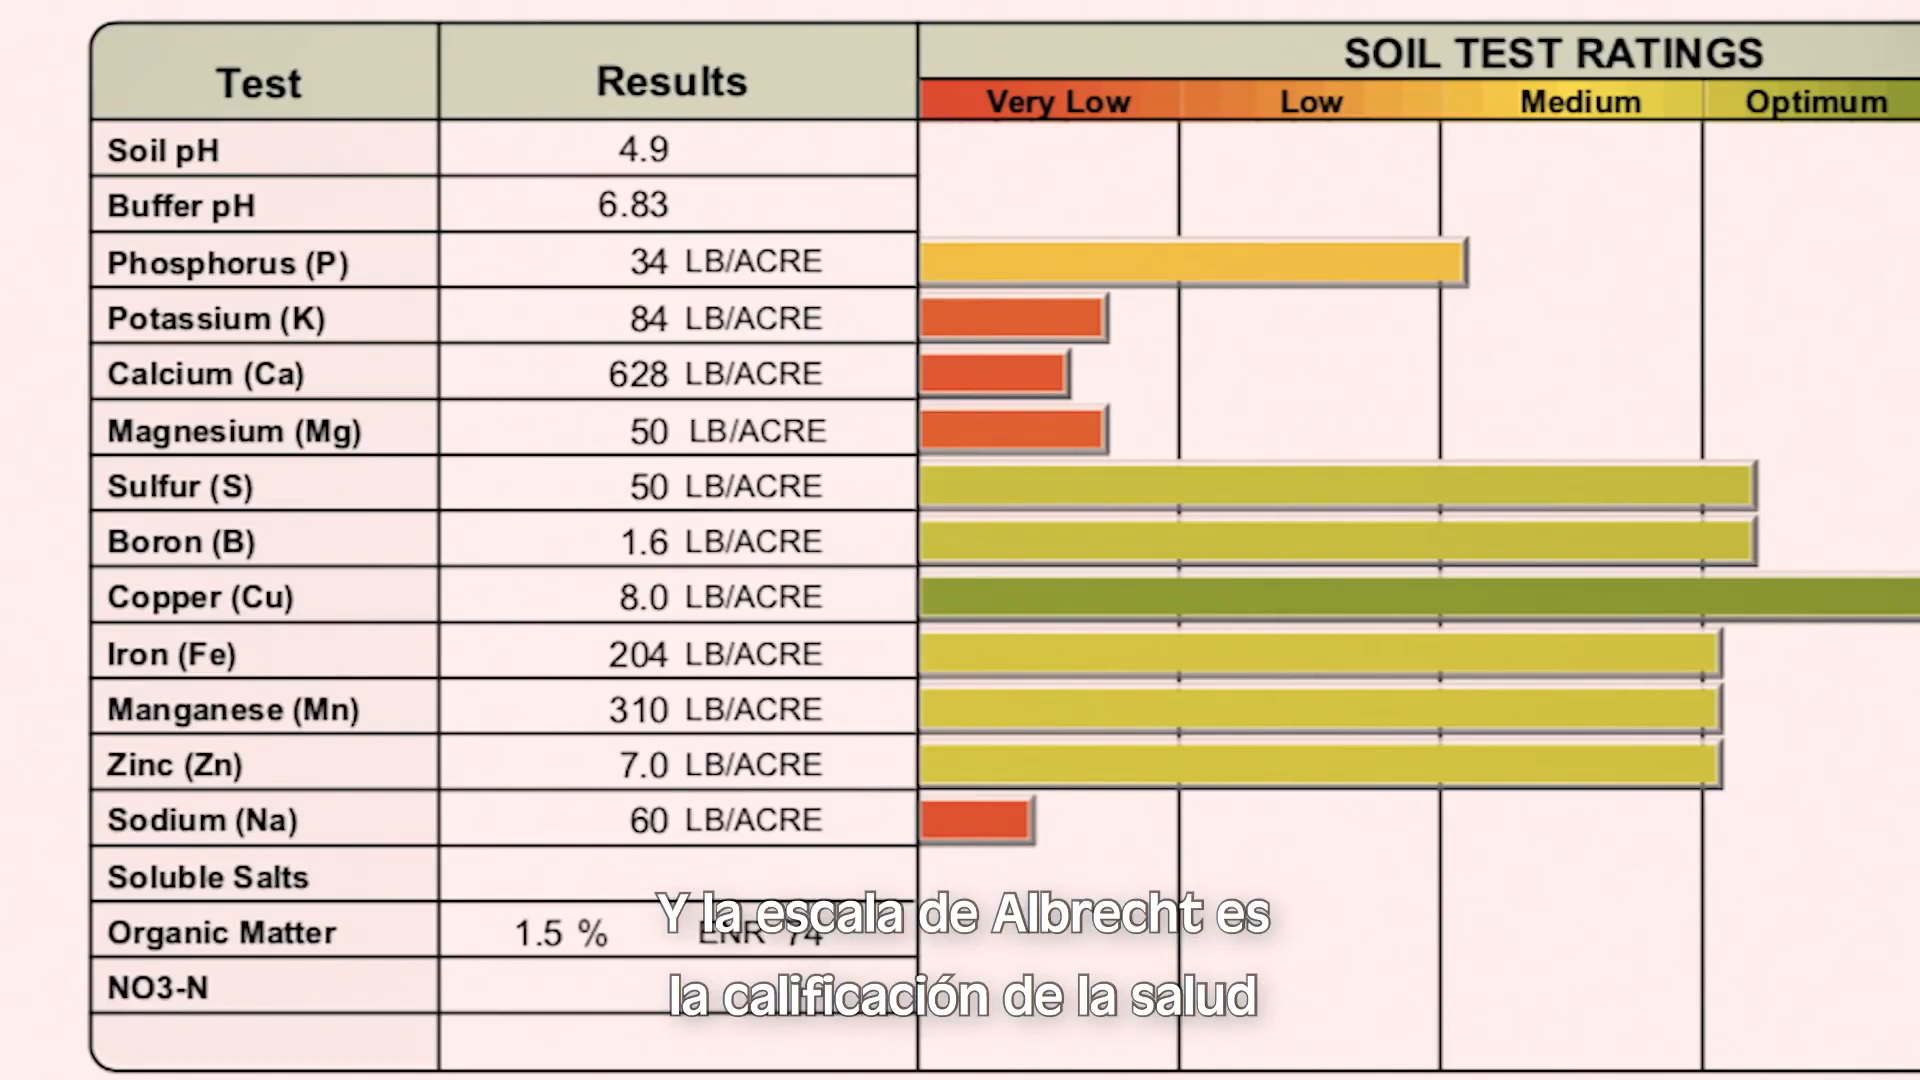 SOIL TEST RATINGS
Test Results Very Low Low Medium Optimum
Soil pH 4.9
Buffer pH 6.83
Phosphorus (P) 34 LB/ACRE
Potassium (K) 84 LB/ACRE
Calcium (Ca) 628 LB/ACRE
Magnesium (Mg) 50 LB/ACRE
Sulfur (S) 50 LB/ACRE
Boron (B) 1.6 LB/ACRE
Copper (Cu) 8.0 LB/ACRE
Iron (Fe) 204 LB/ACRE
Manganese (Mn) 310 LB/ACRE
Zinc (Zn) 7.0 LB/ACRE
Sodium (Na) 60 LB/ACRE
Soluble Salts
Organic Matter 1.5 % ENR 74
NO3-N
Y la escala de Albrecht es
la calificación de la salud